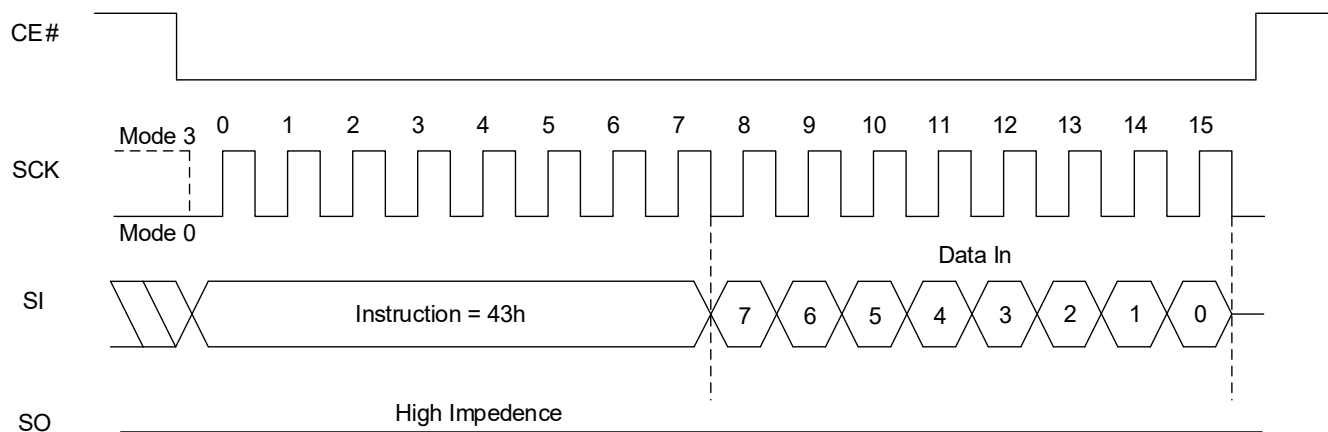 CE#
0 1 2 3 4 5 6 7 8 9 10 11 12 13 14 15
Mode 3
SCK
Mode 0
Data In
SI
Instruction = 43h
7 6 5 4 3 2 1 0
High Impedence
SO